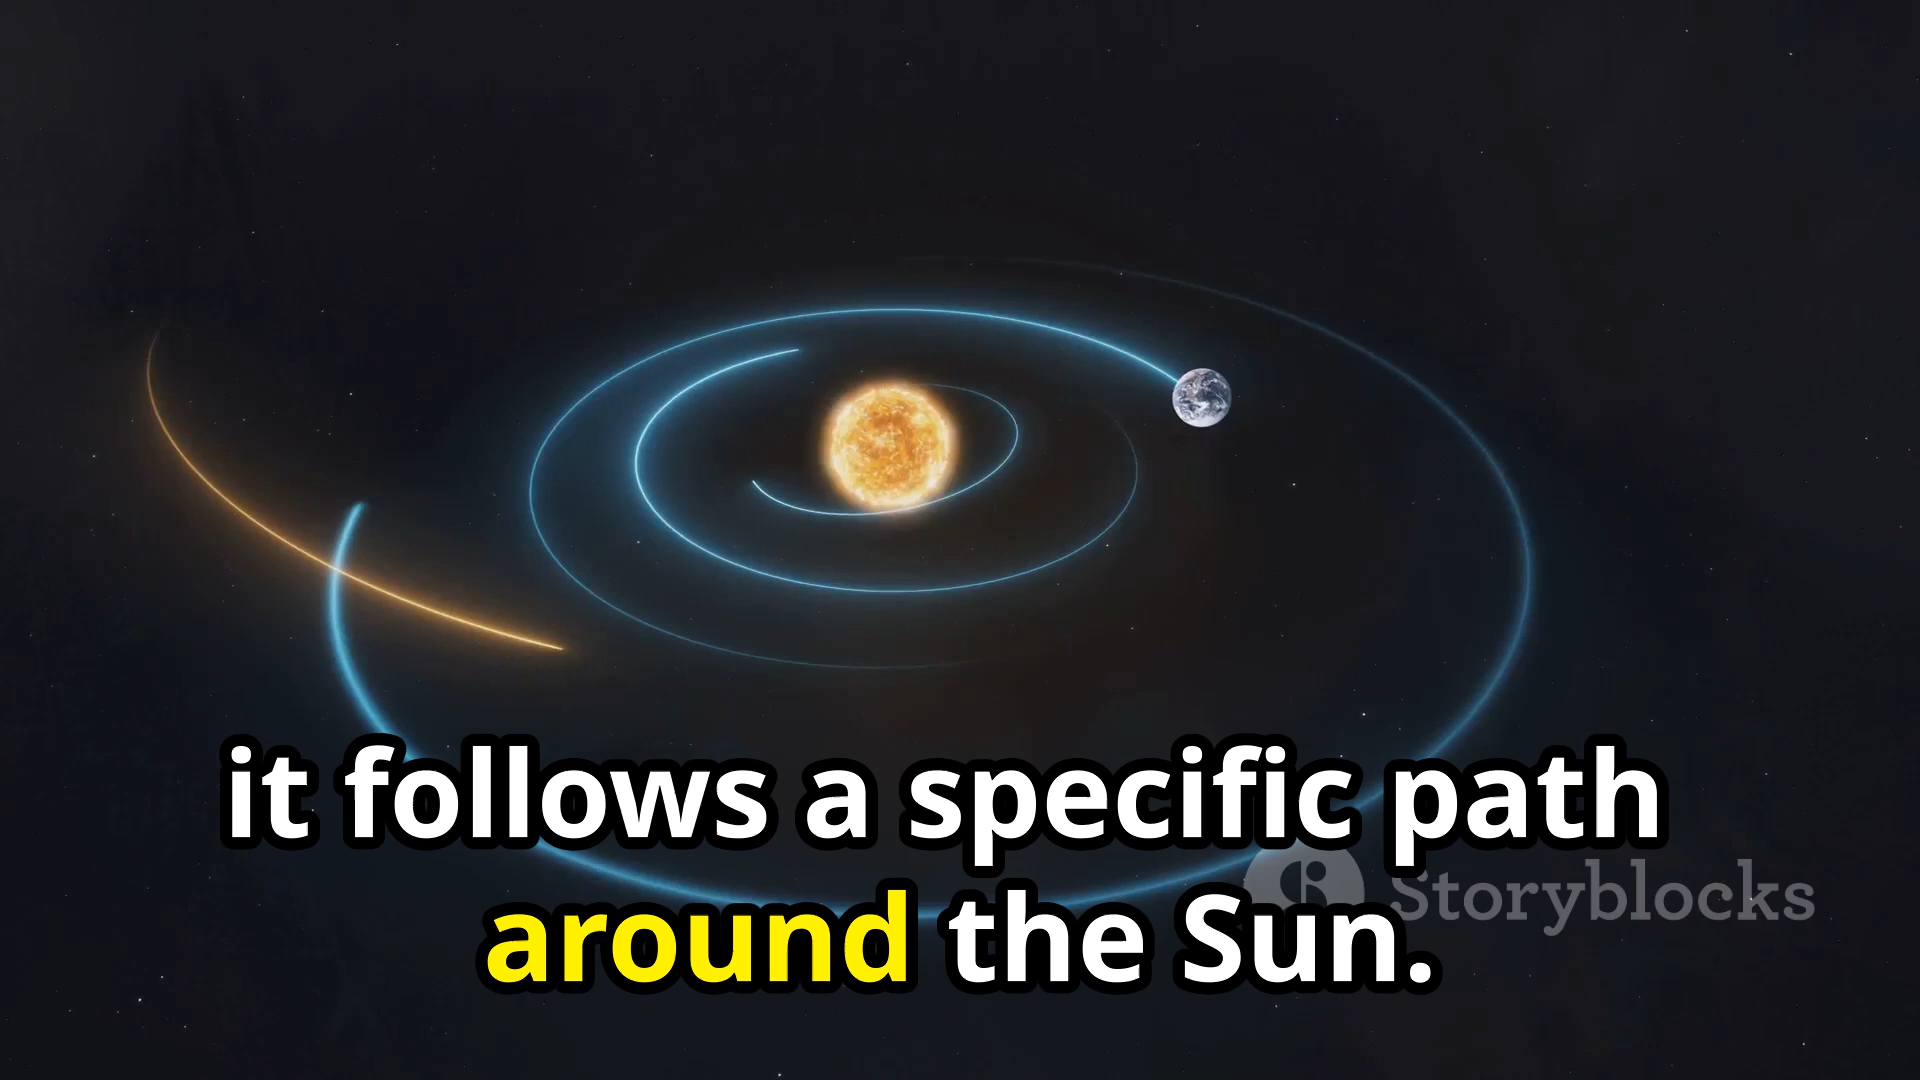 it follows a specific path
around the Sun.
Storyblocks